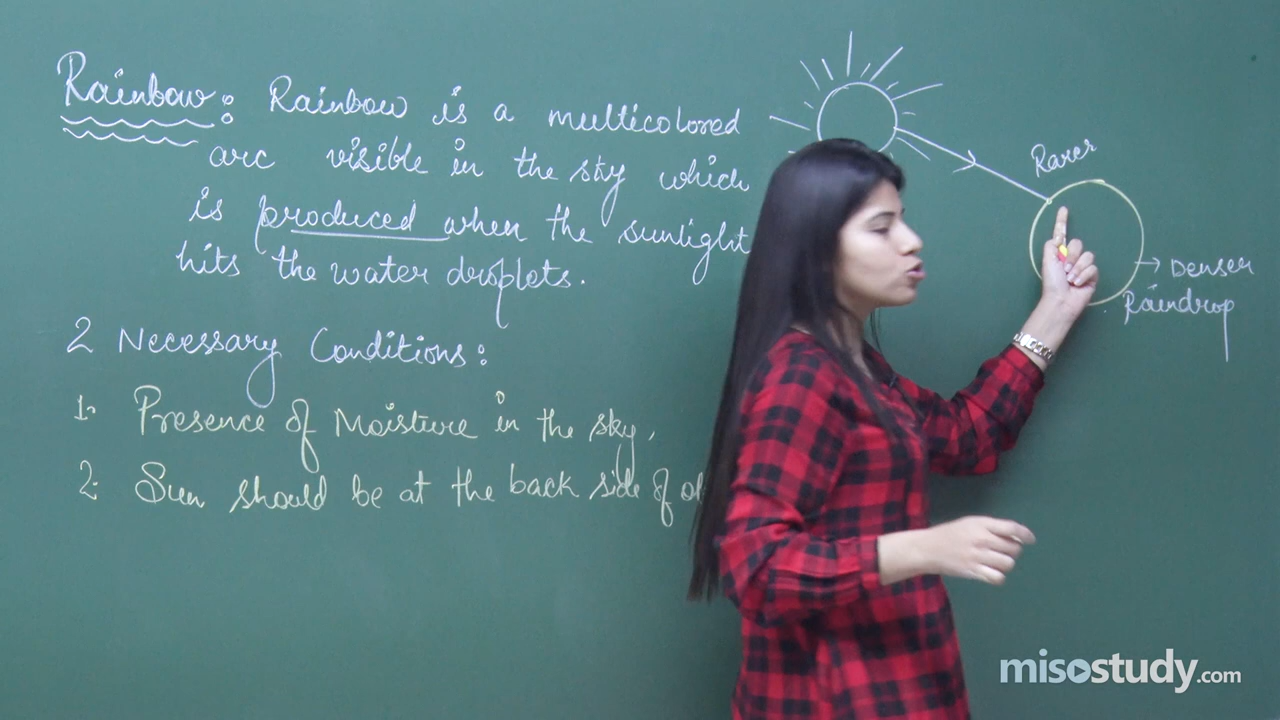 Rainbow: Rainbow is a multicolored
arc visible in the sky which
is produced when the sunlight
hits the water droplets.
2 Necessary Conditions:
1. Presence of Moisture in the sky.
2. Sun should be at the back side of
Rarer
→ Denser
Raindrop
misostudy.com